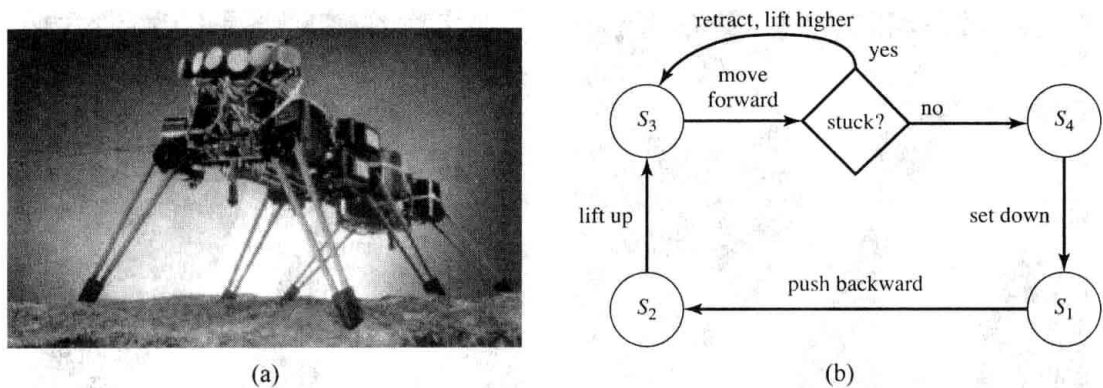 retract, lift higher
yes
move
forward
S3
stuck?
no
S4
lift up
set down
push backward
S2
S1
(a)
(b)